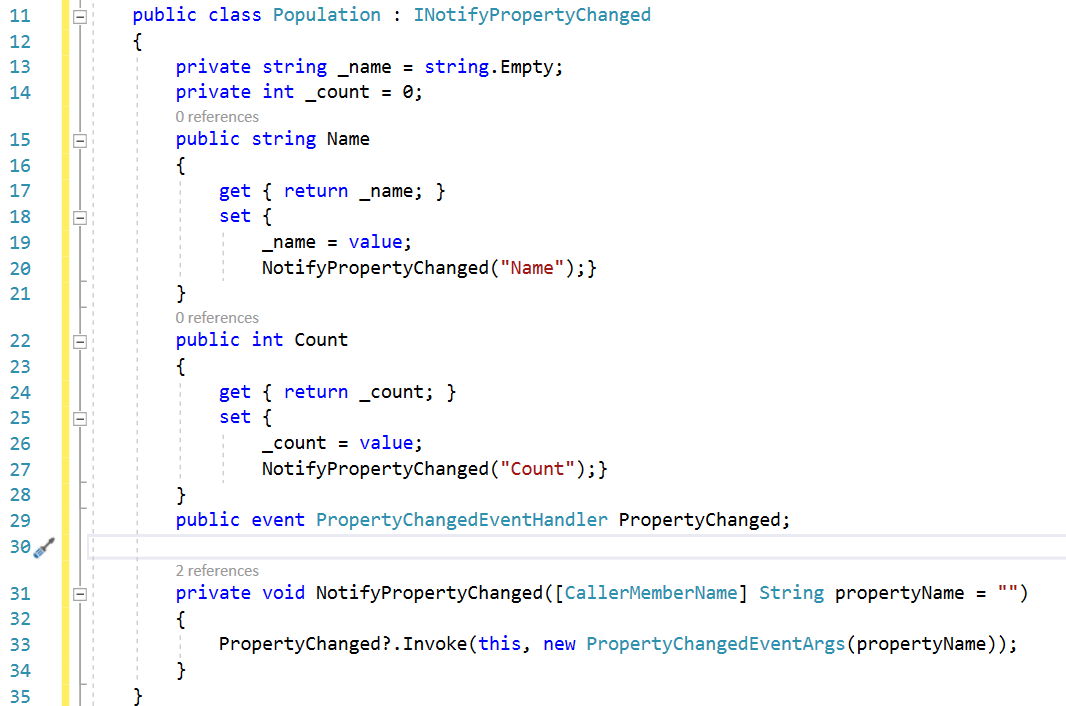 11 public class Population : INotifyPropertyChanged
12 {
13 private string _name = string.Empty;
14 private int _count = 0;
0 references
15 public string Name
16 {
17 get { return _name; }
18 set {
19 _name = value;
20 NotifyPropertyChanged("Name");}
21 }
0 references
22 public int Count
23 {
24 get { return _count; }
25 set {
26 _count = value;
27 NotifyPropertyChanged("Count");}
28 }
29 public event PropertyChangedEventHandler PropertyChanged;
30
2 references
31 private void NotifyPropertyChanged([CallerMemberName] String propertyName = "")
32 {
33 PropertyChanged?.Invoke(this, new PropertyChangedEventArgs(propertyName));
34 }
35 }